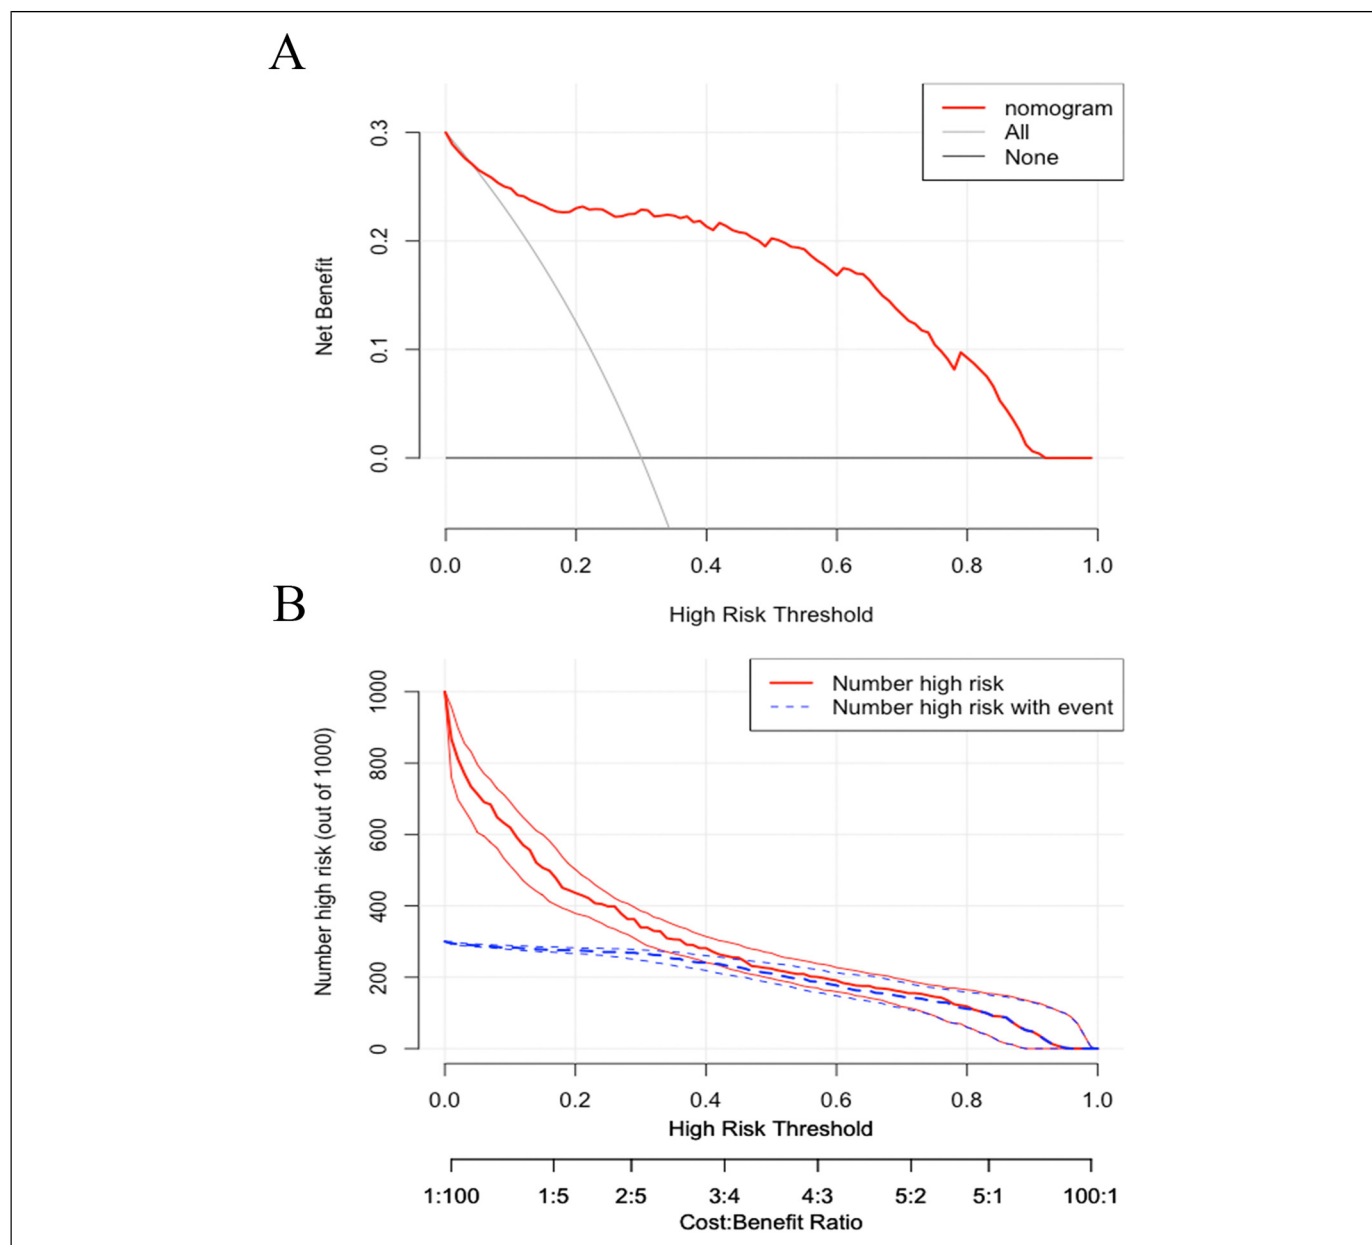 A
nomogram
All
None
Net Benefit
0.3
0.2
0.1
0.0
0.0 0.2 0.4 0.6 0.8 1.0
High Risk Threshold
B
Number high risk
Number high risk with event
Number high risk (out of 1000)
1000
800
600
400
200
0
0.0 0.2 0.4 0.6 0.8 1.0
High Risk Threshold
1:100 1:5 2:5 3:4 4:3 5:2 5:1 100:1
Cost:Benefit Ratio